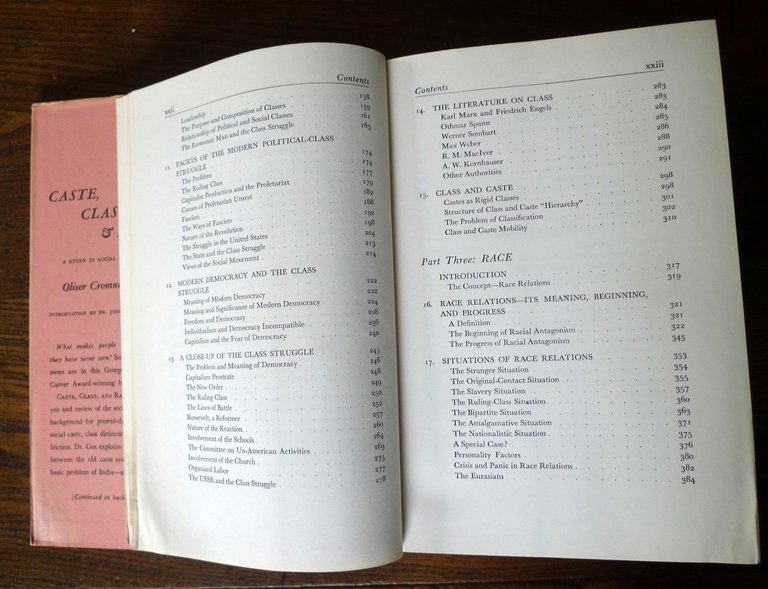 CASTE,
CLAS
&
A STUDY IN SOCIAL
Oliver Cromw
INTRODUCTION BY DR. JOS
What makes people
they have never seen? So
swers are in this Georg
Carver Award-winning b
CASTE, CLASS, AND RA
ysis and review of the soci
background for present-da
social caste, class distincti
friction. Dr. Cox explains
between the old caste sys
basic problem of India—a
(Continued on back
xxii Contents
Leadership 158
The Purpose and Composition of Classes 159
Relationship of Political and Social Classes 161
The Economic Man and the Class Struggle 163
11. FACETS OF THE MODERN POLITICAL-CLASS
STRUGGLE 174
The Problem 174
The Ruling Class 177
Capitalist Production and the Proletariat 179
Causes of Proletarian Unrest 182
Fascism 188
The Ways of Fascism 192
Nature of the Revolution 198
The Struggle in the United States 204
The State and the Class Struggle 213
Views of the Social Movement 214
12. MODERN DEMOCRACY AND THE CLASS
STRUGGLE 222
Meaning of Modern Democracy 222
Meaning and Significance of Modern Democracy 224
Freedom and Democracy 228
Individualism and Democracy Incompatible 236
Capitalism and the Fear of Democracy 240
13. A CLOSE-UP OF THE CLASS STRUGGLE 245
The Problem and Meaning of Democracy 246
Capitalism Prostrate 248
The New Order 249
The Ruling Class 250
The Lines of Battle 252
Roosevelt, a Reformer 257
Nature of the Reaction 260
Involvement of the Schools 264
The Committee on Un-American Activities 269
Involvement of the Church 275
Organized Labor 277
The USSR and the Class Struggle 278
Contents xxiii
14. THE LITERATURE ON CLASS 283
Karl Marx and Friedrich Engels 283
Othmar Spann 284
Werner Sombart 285
Max Weber 286
R. M. MacIver 288
A. W. Kornhauser 290
Other Authorities 291
15. CLASS AND CASTE 298
Castes as Rigid Classes 298
Structure of Class and Caste "Hierarchy" 301
The Problem of Classification 302
Class and Caste Mobility 310
Part Three: RACE
INTRODUCTION 317
The Concept—Race Relations 319
16. RACE RELATIONS—ITS MEANING, BEGINNING,
AND PROGRESS 321
A Definition 321
The Beginning of Racial Antagonism 322
The Progress of Racial Antagonism 345
17. SITUATIONS OF RACE RELATIONS 353
The Stranger Situation 354
The Original-Contact Situation 355
The Slavery Situation 357
The Ruling-Class Situation 360
The Bipartite Situation 363
The Amalgamative Situation 371
The Nationalistic Situation 375
A Special Case? 376
Personality Factors 380
Crisis and Panic in Race Relations 382
The Eurasians 384